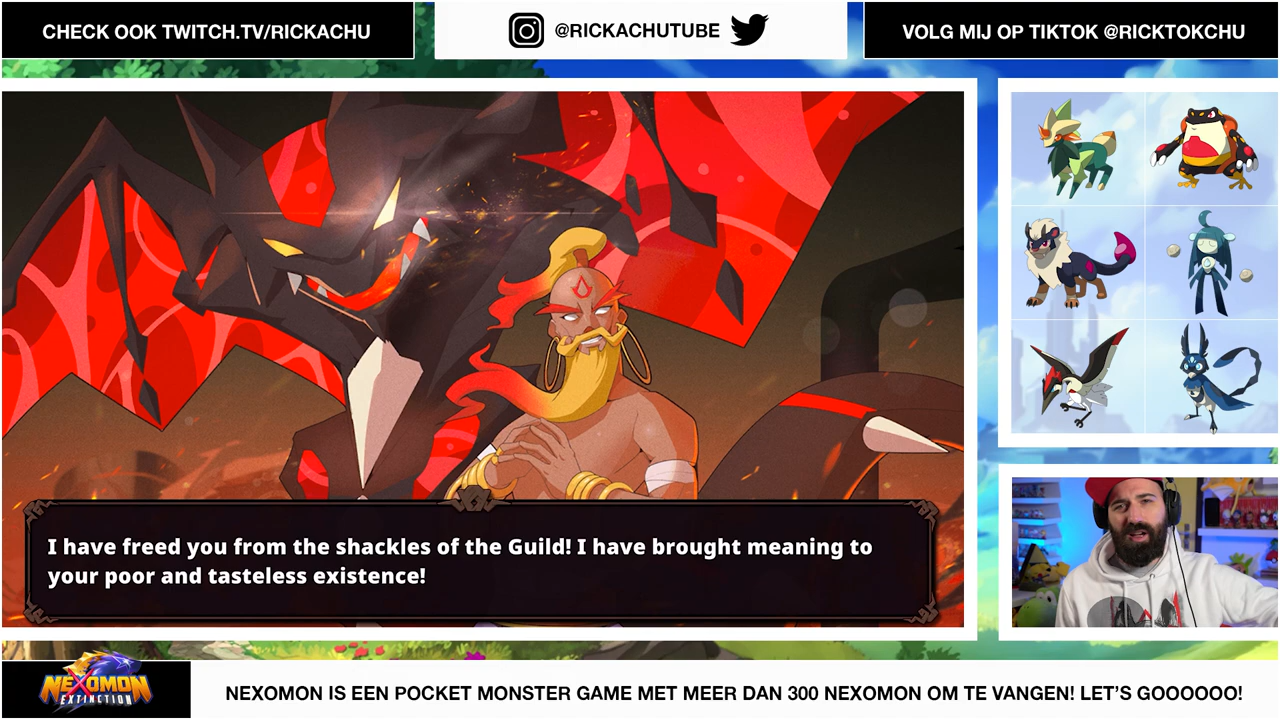 CHECK OOK TWITCH.TV/RICKACHU
@RICKACHUTUBE
VOLG MIJ OP TIKTOK @RICKTOKCHU
I have freed you from the shackles of the Guild! I have brought meaning to
your poor and tasteless existence!
NEXOMON
EXTINCTION
NEXOMON IS EEN POCKET MONSTER GAME MET MEER DAN 300 NEXOMON OM TE VANGEN! LET'S GOOOOOO!